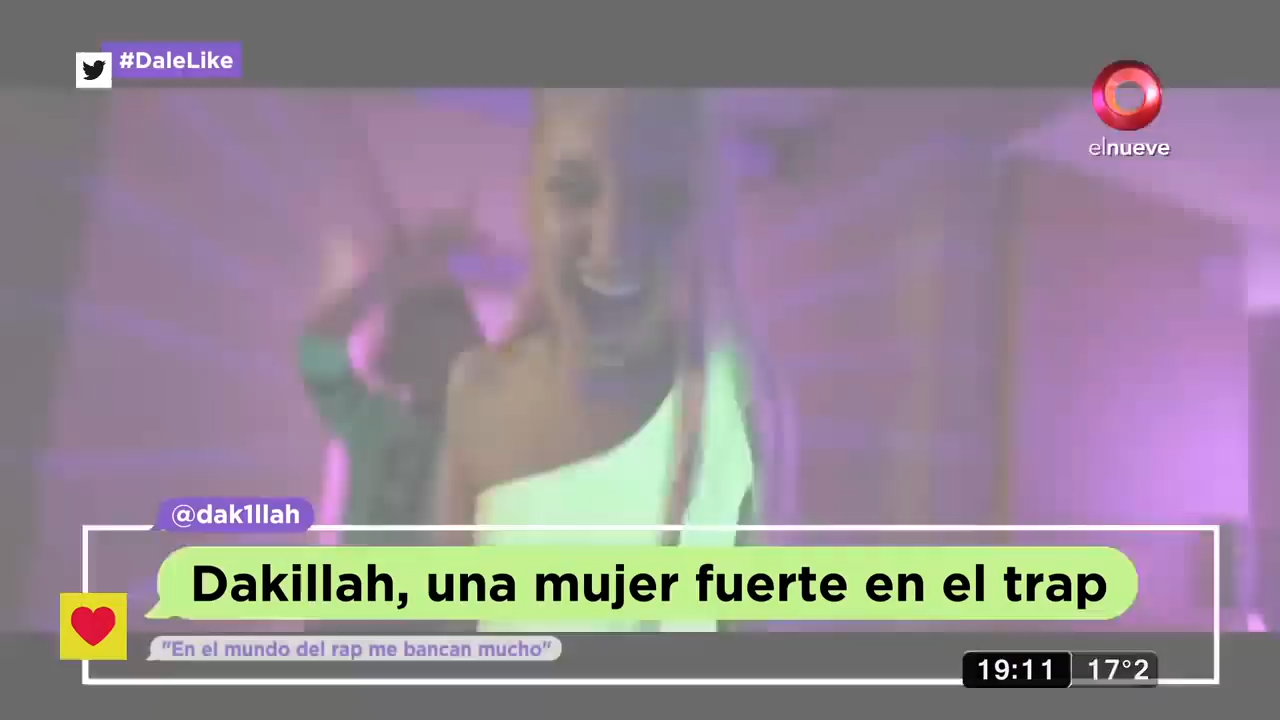 #DaleLike
elnueve
@dak1llah
Dakillah, una mujer fuerte en el trap
"En el mundo del rap me bancan mucho"
19:11 17°2